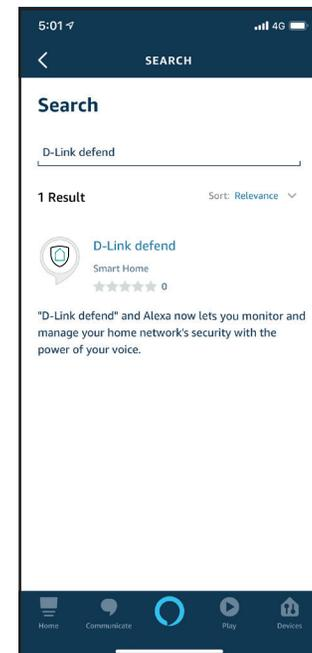 5:01
4G
SEARCH
Search
D-Link defend
1 Result
Sort: Relevance
D-Link defend
Smart Home
0
"D-Link defend" and Alexa now lets you monitor and
manage your home network's security with the
power of your voice.
Home Communicate Play Devices